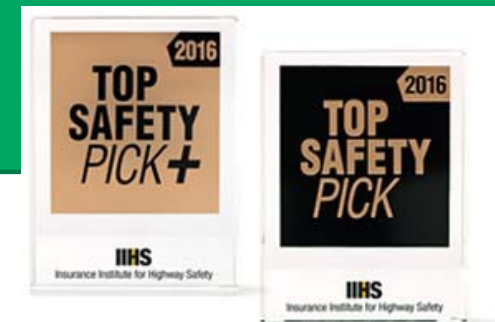 2016
TOP
SAFETY
PICK+
IIHS
Insurance Institute for Highway Safety
2016
TOP
SAFETY
PICK
IIHS
Insurance Institute for Highway Safety